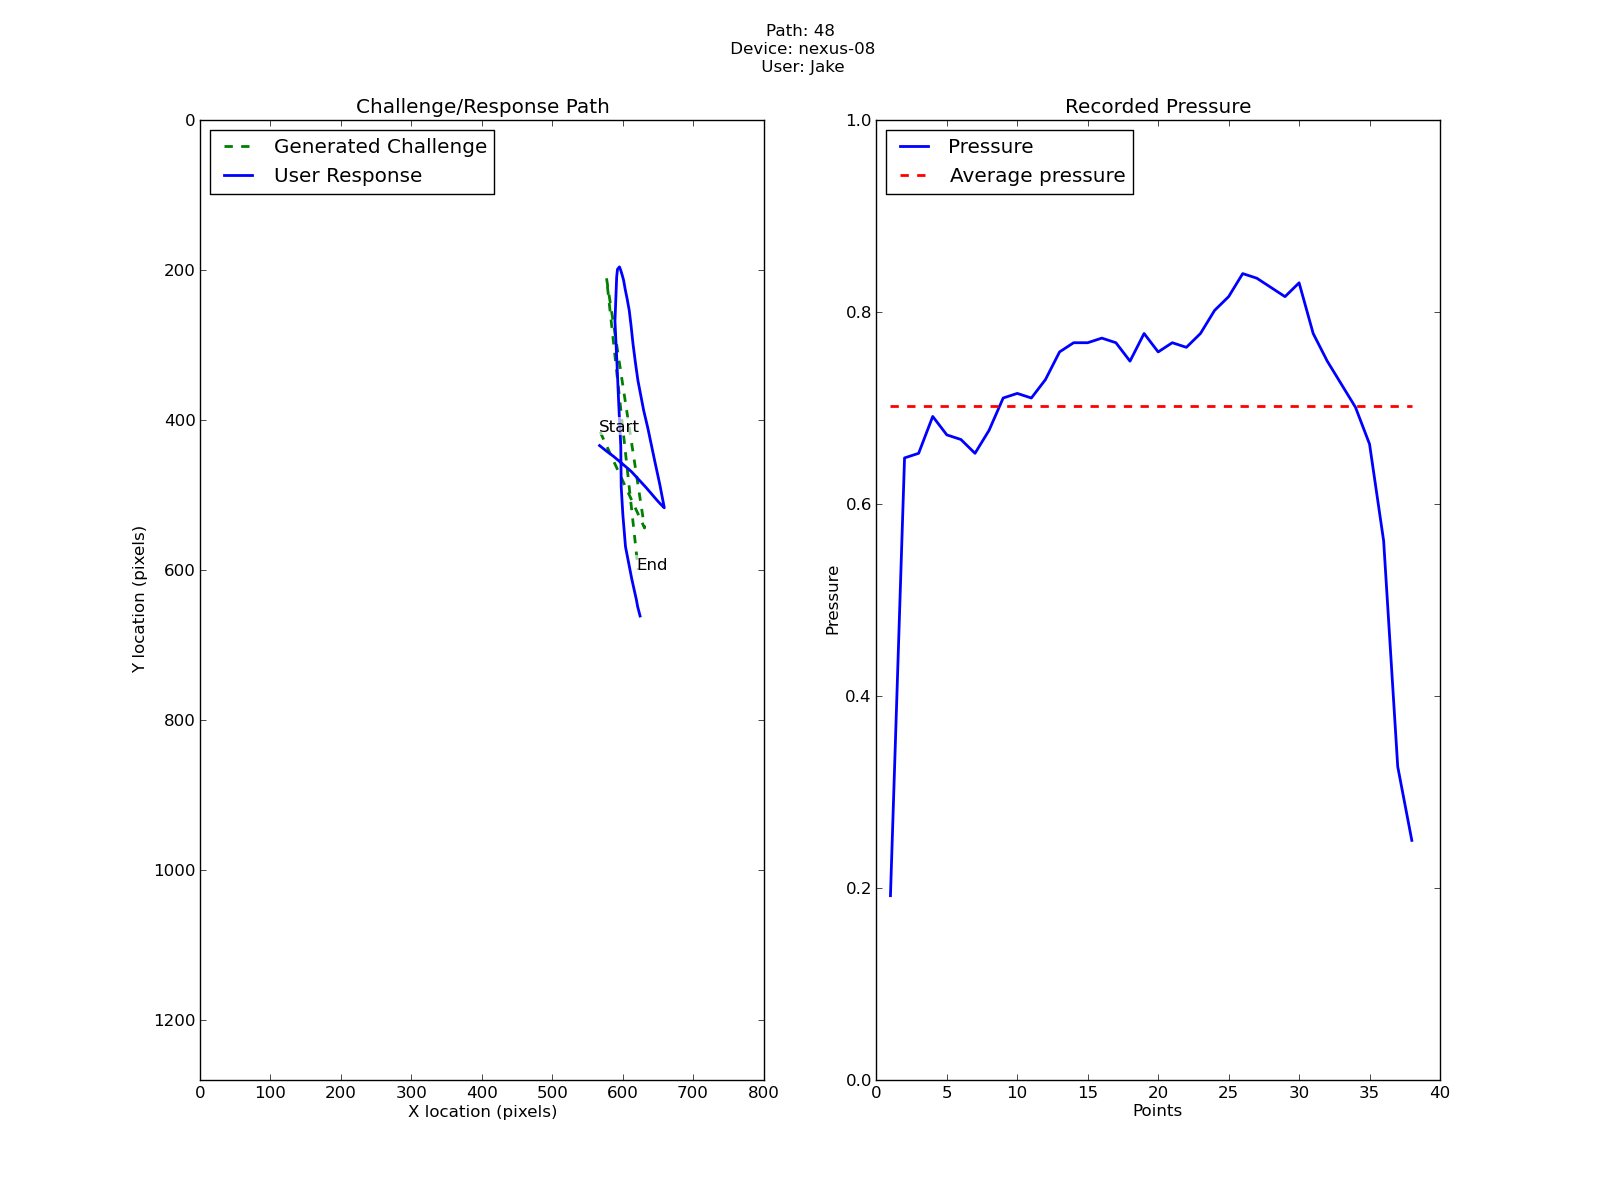 Path: 48
Device: nexus-08
User: Jake
Challenge/Response Path
Generated Challenge
User Response
0
200
400
600
800
1000
1200
Y location (pixels)
Start
End
0 100 200 300 400 500 600 700 800
X location (pixels)
Recorded Pressure
Pressure
Average pressure
1.0
0.8
0.6
0.4
0.2
0.0
Pressure
0 5 10 15 20 25 30 35 40
Points